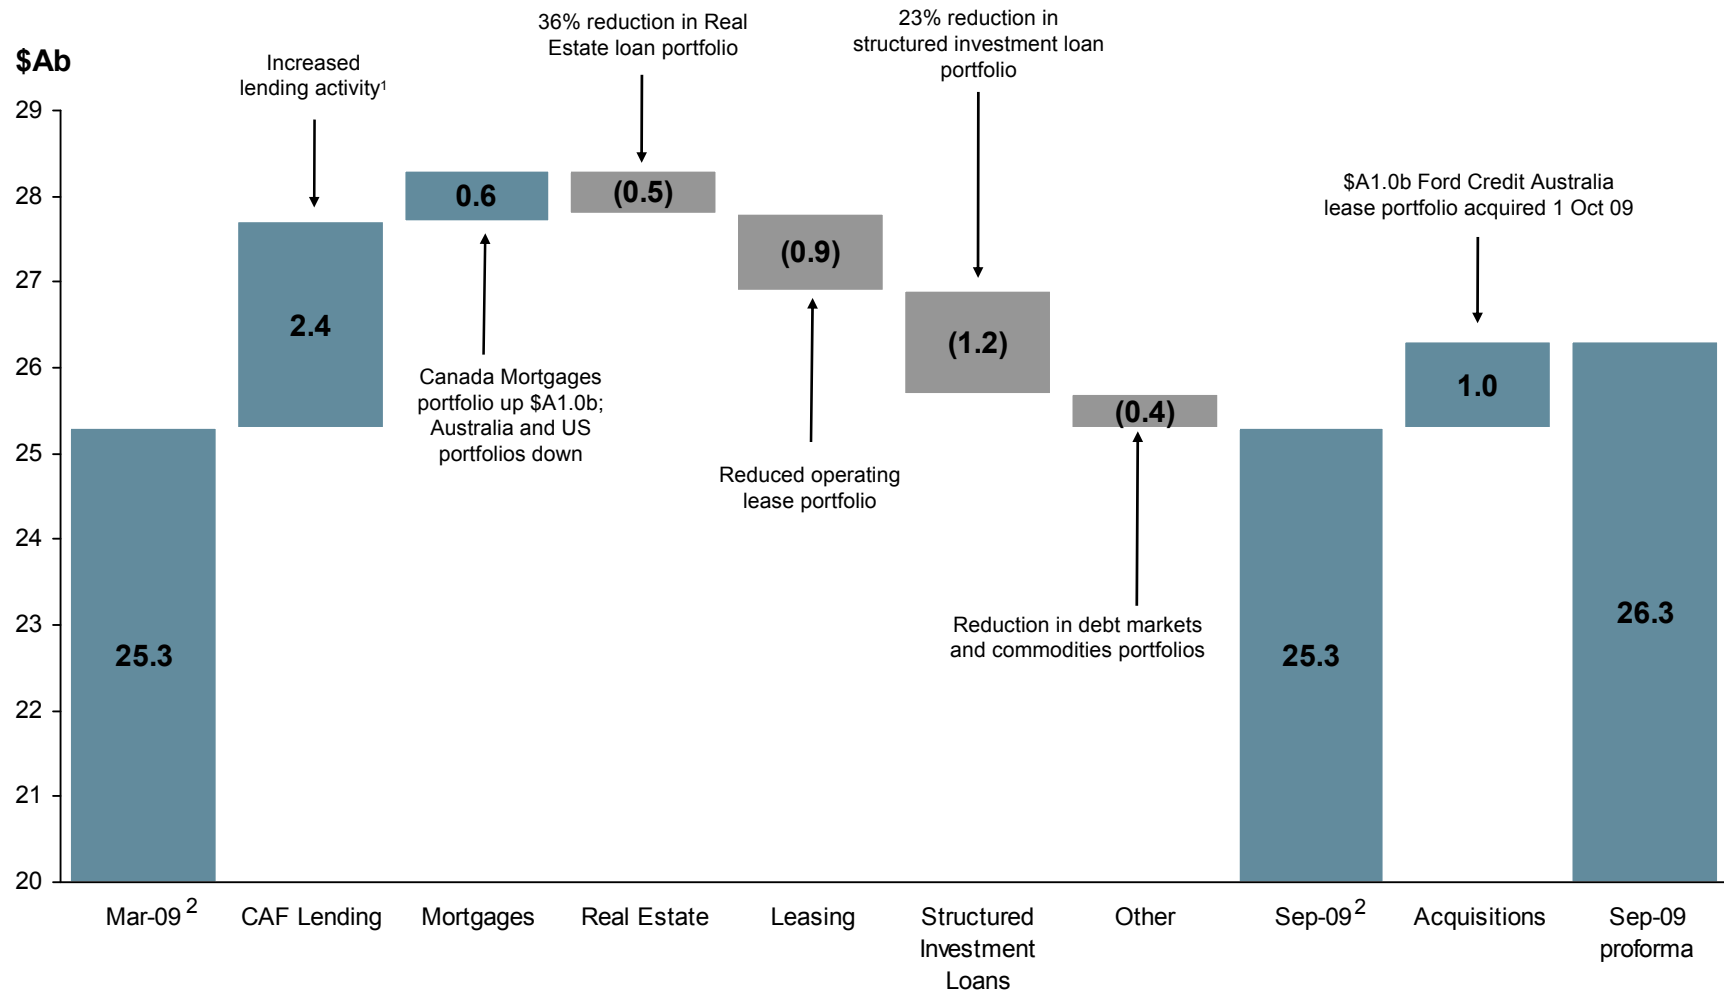 36% reduction in Real
Estate loan portfolio
23% reduction in
structured investment loan
portfolio
$Ab
Increased
lending activity¹
29
28
27
26
25
24
23
22
21
20
$A1.0b Ford Credit Australia
lease portfolio acquired 1 Oct 09
0.6
(0.5)
(0.9)
2.4
(1.2)
(0.4)
1.0
Canada Mortgages
portfolio up $A1.0b;
Australia and US
portfolios down
Reduced operating
lease portfolio
Reduction in debt markets
and commodities portfolios
25.3
25.3
26.3
Mar-09 ²
CAF Lending
Mortgages
Real Estate
Leasing
Structured
Investment
Loans
Other
Sep-09 ²
Acquisitions
Sep-09
proforma